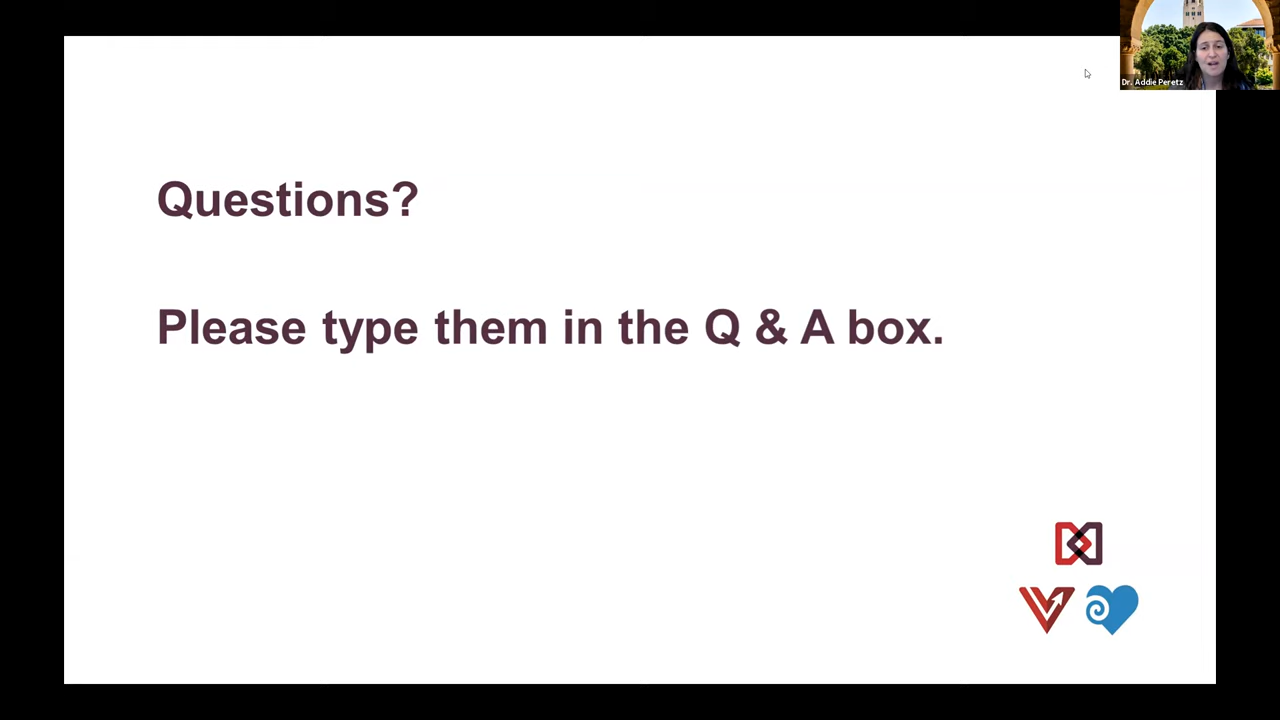 Dr. Addie Peretz
Questions?
Please type them in the Q & A box.